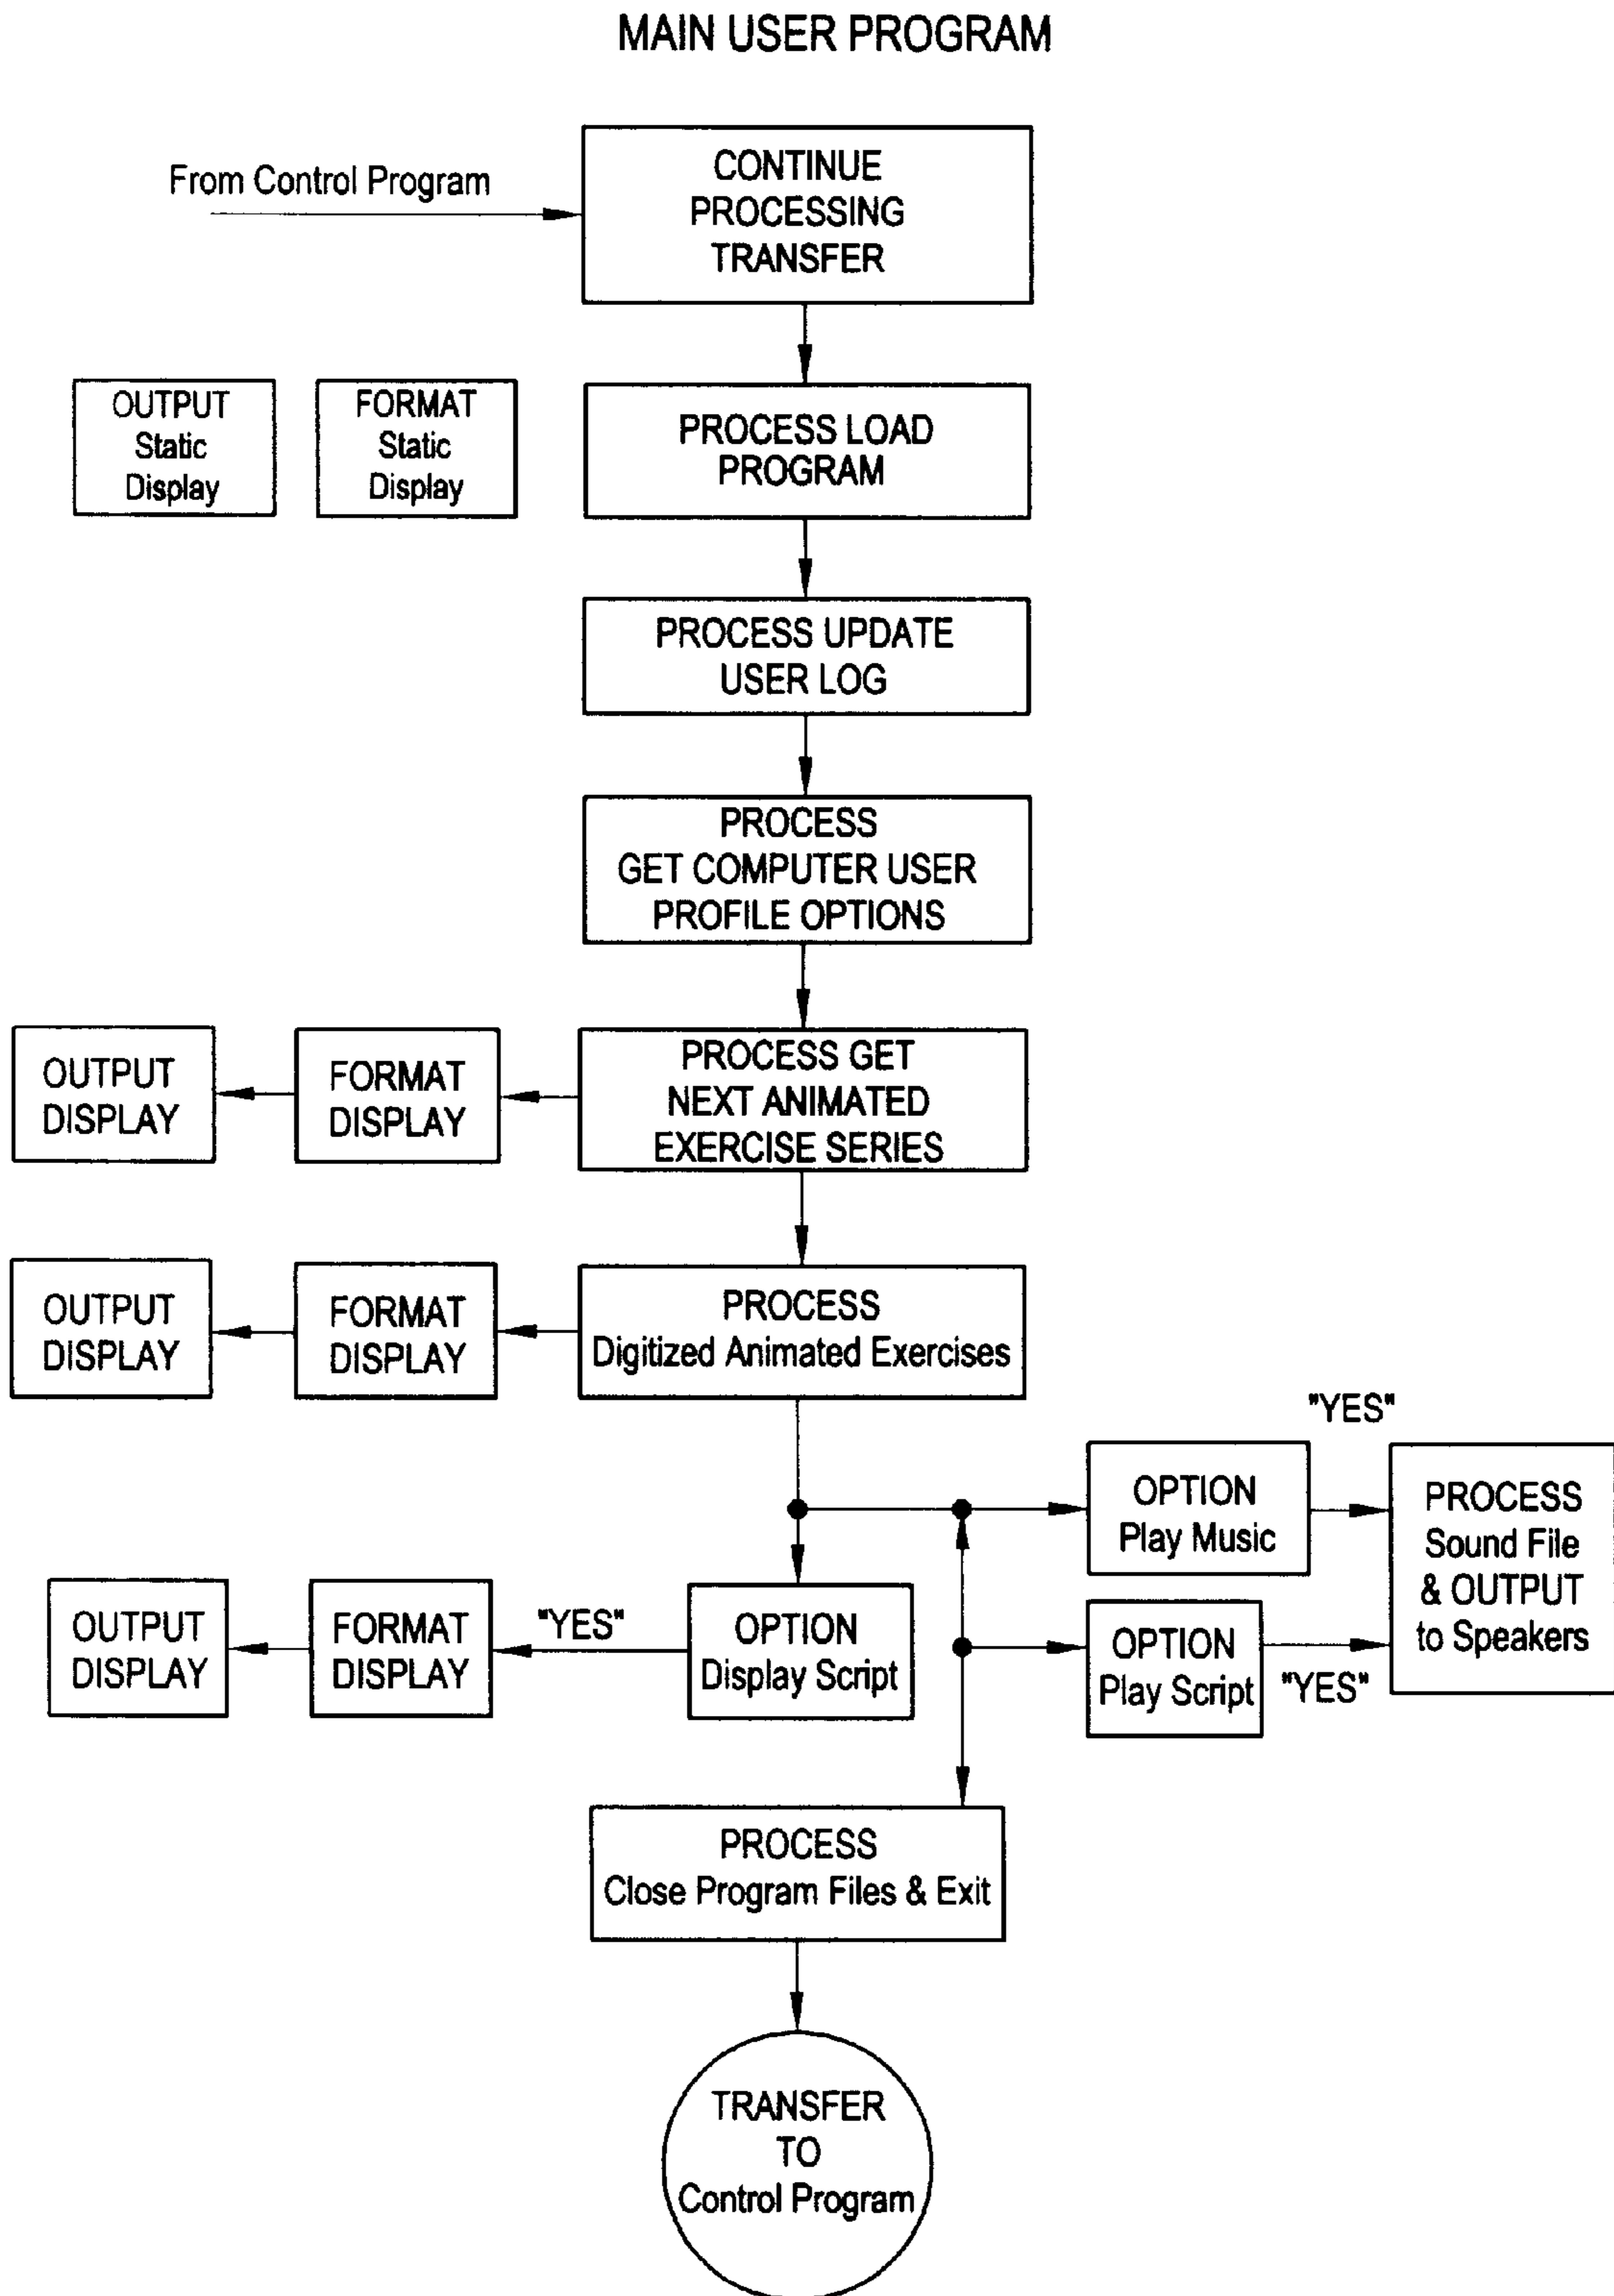 MAIN USER PROGRAM
From Control Program
CONTINUE
PROCESSING
TRANSFER
OUTPUT
Static
Display
FORMAT
Static
Display
PROCESS LOAD
PROGRAM
PROCESS UPDATE
USER LOG
PROCESS
GET COMPUTER USER
PROFILE OPTIONS
OUTPUT
DISPLAY
FORMAT
DISPLAY
PROCESS GET
NEXT ANIMATED
EXERCISE SERIES
OUTPUT
DISPLAY
FORMAT
DISPLAY
PROCESS
Digitized Animated Exercises
"YES"
OPTION
Play Music
PROCESS
Sound File
& OUTPUT
to Speakers
OUTPUT
DISPLAY
FORMAT
DISPLAY
"YES"
OPTION
Display Script
OPTION
Play Script
"YES"
PROCESS
Close Program Files & Exit
TRANSFER
TO
Control Program